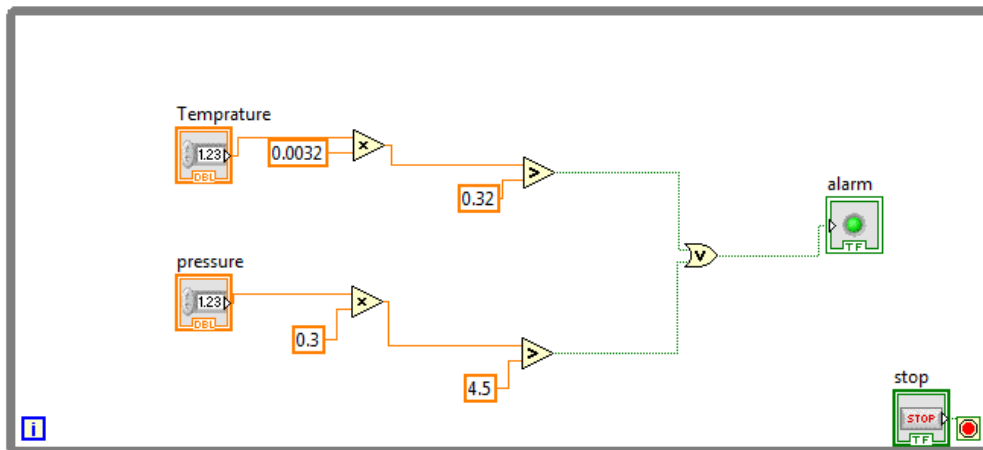 Temprature
1.23
DBL
0.0032
x
>
0.32
alarm
TF
v
pressure
1.23
DBL
x
0.3
>
4.5
stop
STOP
TF
i